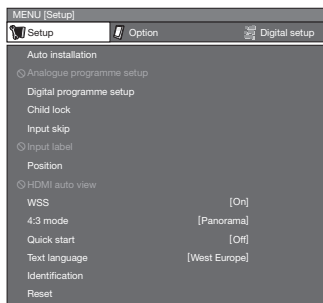 MENU [Setup]
Setup Option Digital setup
Auto installation
Analogue programme setup
Digital programme setup
Child lock
Input skip
Input label
Position
HDMI auto view
WSS [On]
4:3 mode [Panorama]
Quick start [Off]
Text language [West Europe]
Identification
Reset